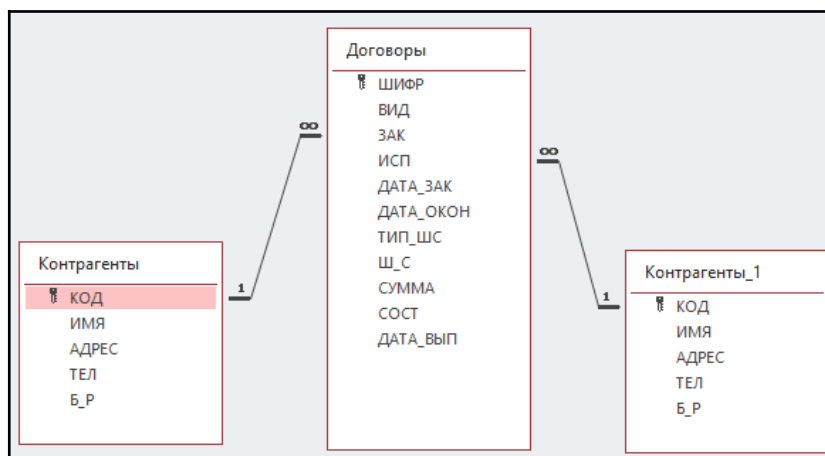 Договоры
ШИФР
ВИД
ЗАК
ИСП
ДАТА_ЗАК
ДАТА_ОКОН
ТИП_ШС
Ш_С
СУММА
СОСТ
ДАТА_ВЫП
∞
∞
1
1
Контрагенты
КОД
ИМЯ
АДРЕС
ТЕЛ
Б_Р
Контрагенты_1
КОД
ИМЯ
АДРЕС
ТЕЛ
Б_Р